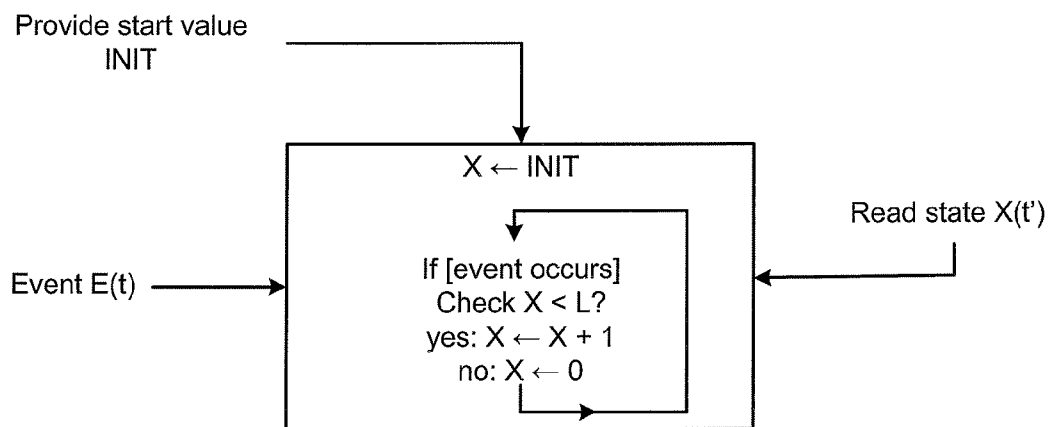 Provide start value
INIT
X ← INIT
Read state X(t')
Event E(t)
If [event occurs]
Check X < L?
yes: X ← X + 1
no: X ← 0